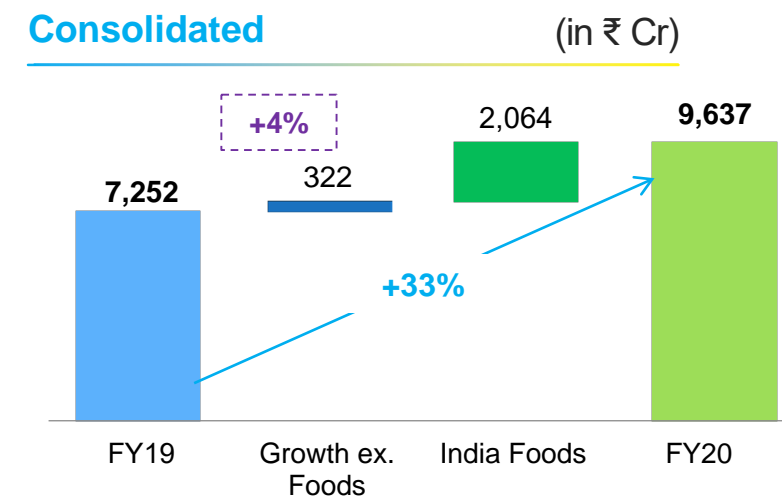 Consolidated (in ₹ Cr)
+4%
2,064
9,637
322
7,252
+33%
FY19
Growth ex.
Foods
India Foods
FY20